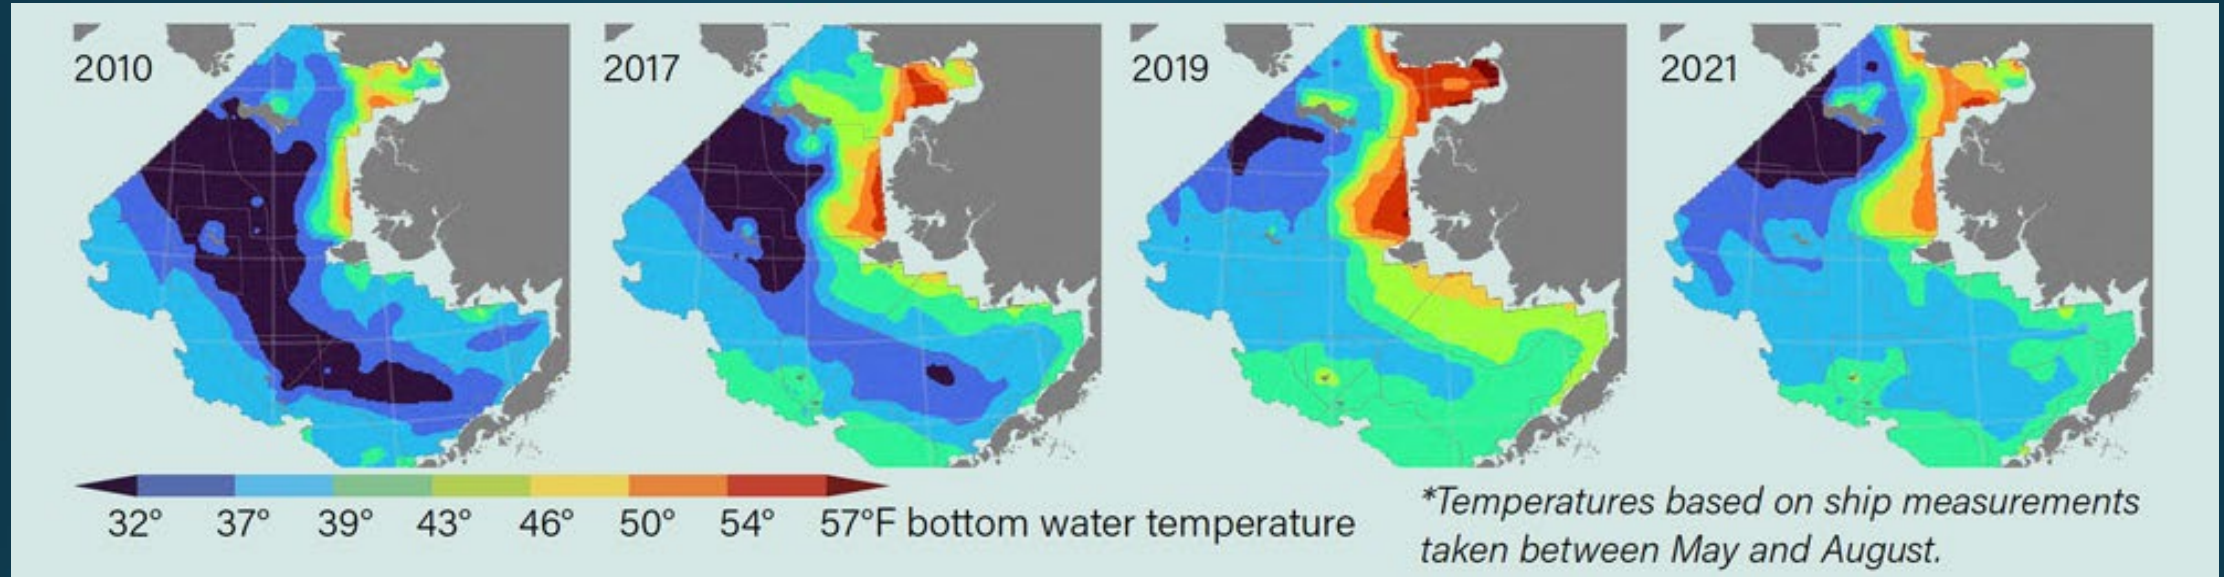 2010
2017
2019
2021
32° 37° 39° 43° 46° 50° 54° 57°F bottom water temperature
*Temperatures based on ship measurements
taken between May and August.